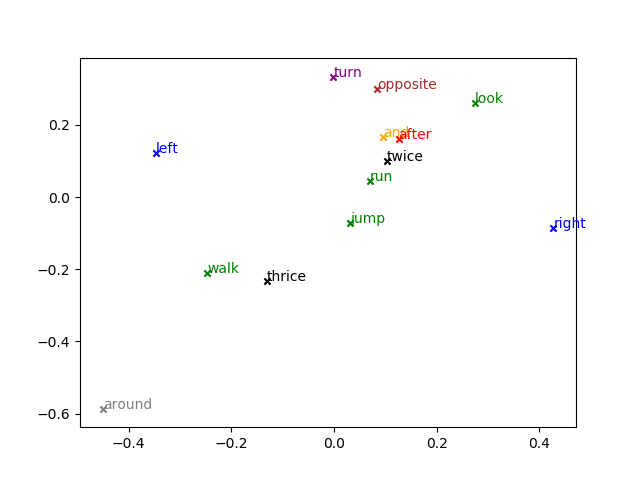 turn
opposite
look
0.2
and
after
left
twice
run
0.0
jump
right
−0.2
walk
thrice
around
−0.4
−0.6
−0.4
−0.2
0.0
0.2
0.4